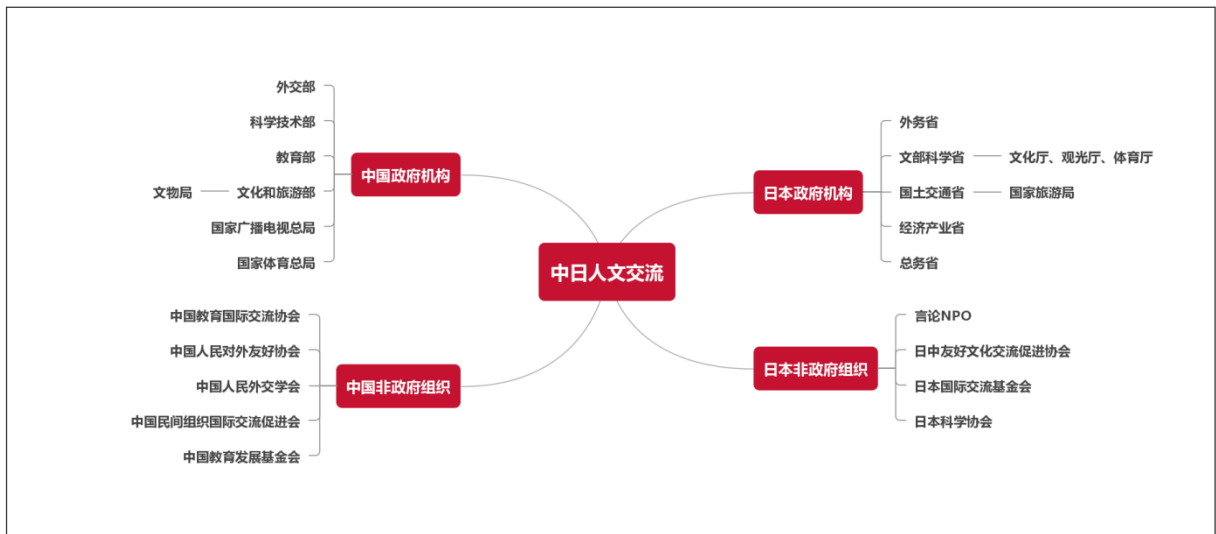 中日人文交流
中国政府机构
外交部
科学技术部
教育部
文化和旅游部
文物局
国家广播电视总局
国家体育总局
中国非政府组织
中国教育国际交流协会
中国人民对外友好协会
中国人民外交学会
中国民间组织国际交流促进会
中国教育发展基金会
日本政府机构
外务省
文部科学省
文化厅、观光厅、体育厅
国土交通省
国家旅游局
经济产业省
总务省
日本非政府组织
言论NPO
日中友好文化交流促进协会
日本国际交流基金会
日本科学协会